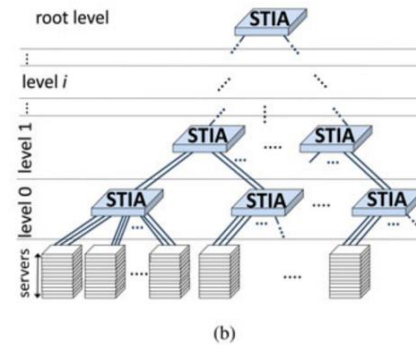 STIA
root level
level i
level 1
STIA
STIA
level 0
STIA
STIA
STIA
servers
(b)